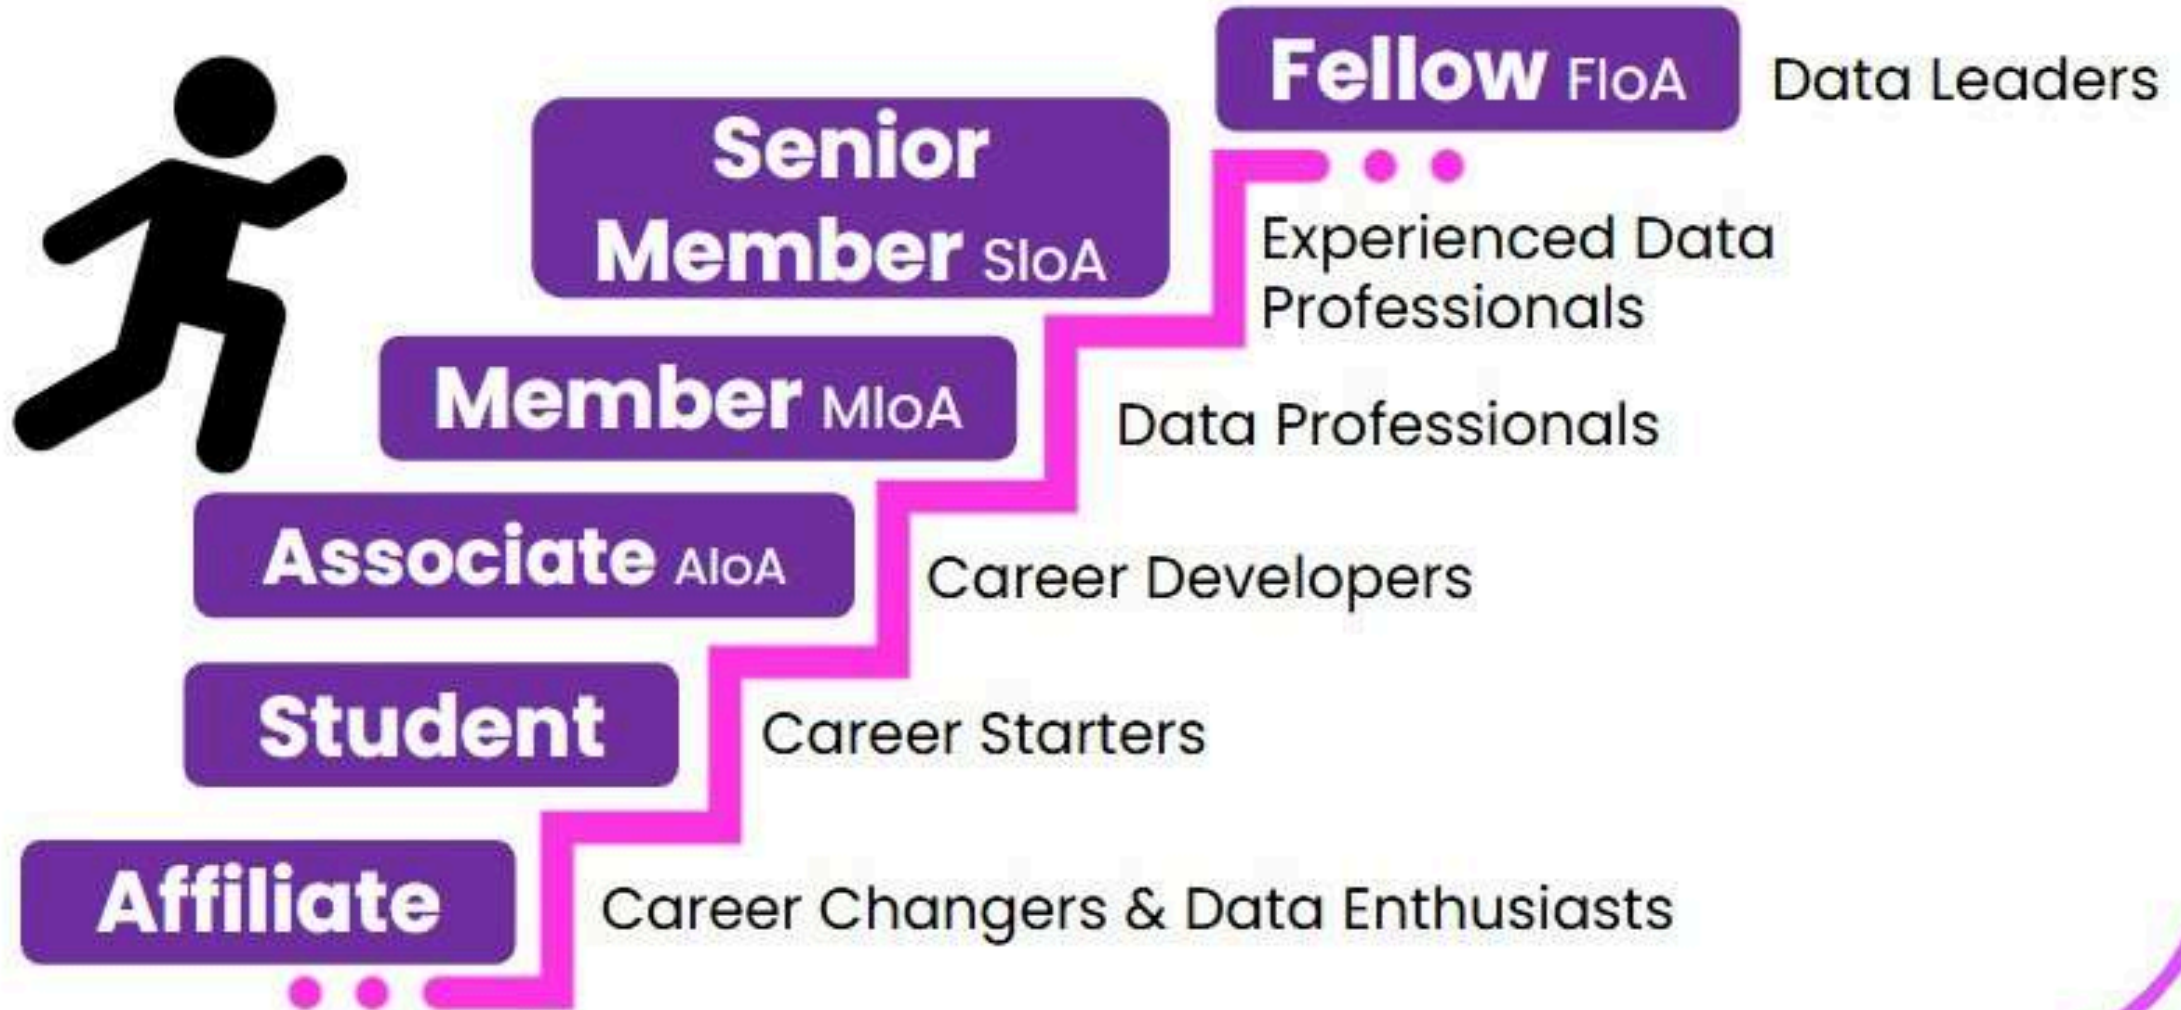 Fellow FIoA Data Leaders
Senior
Member SIoA
Experienced Data
Professionals
Member MIoA
Data Professionals
Associate AIoA
Career Developers
Student
Career Starters
Affiliate
Career Changers & Data Enthusiasts